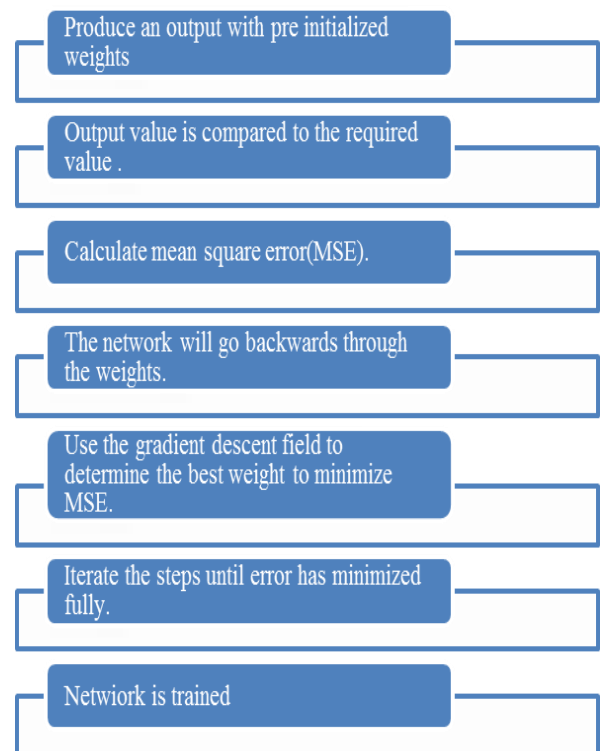 Produce an output with pre initialized
weights
Output value is compared to the required
value .
Calculate mean square error(MSE).
The network will go backwards through
the weights.
Use the gradient descent field to
determine the best weight to minimize
MSE.
Iterate the steps until error has minimized
fully.
Netwiork is trained